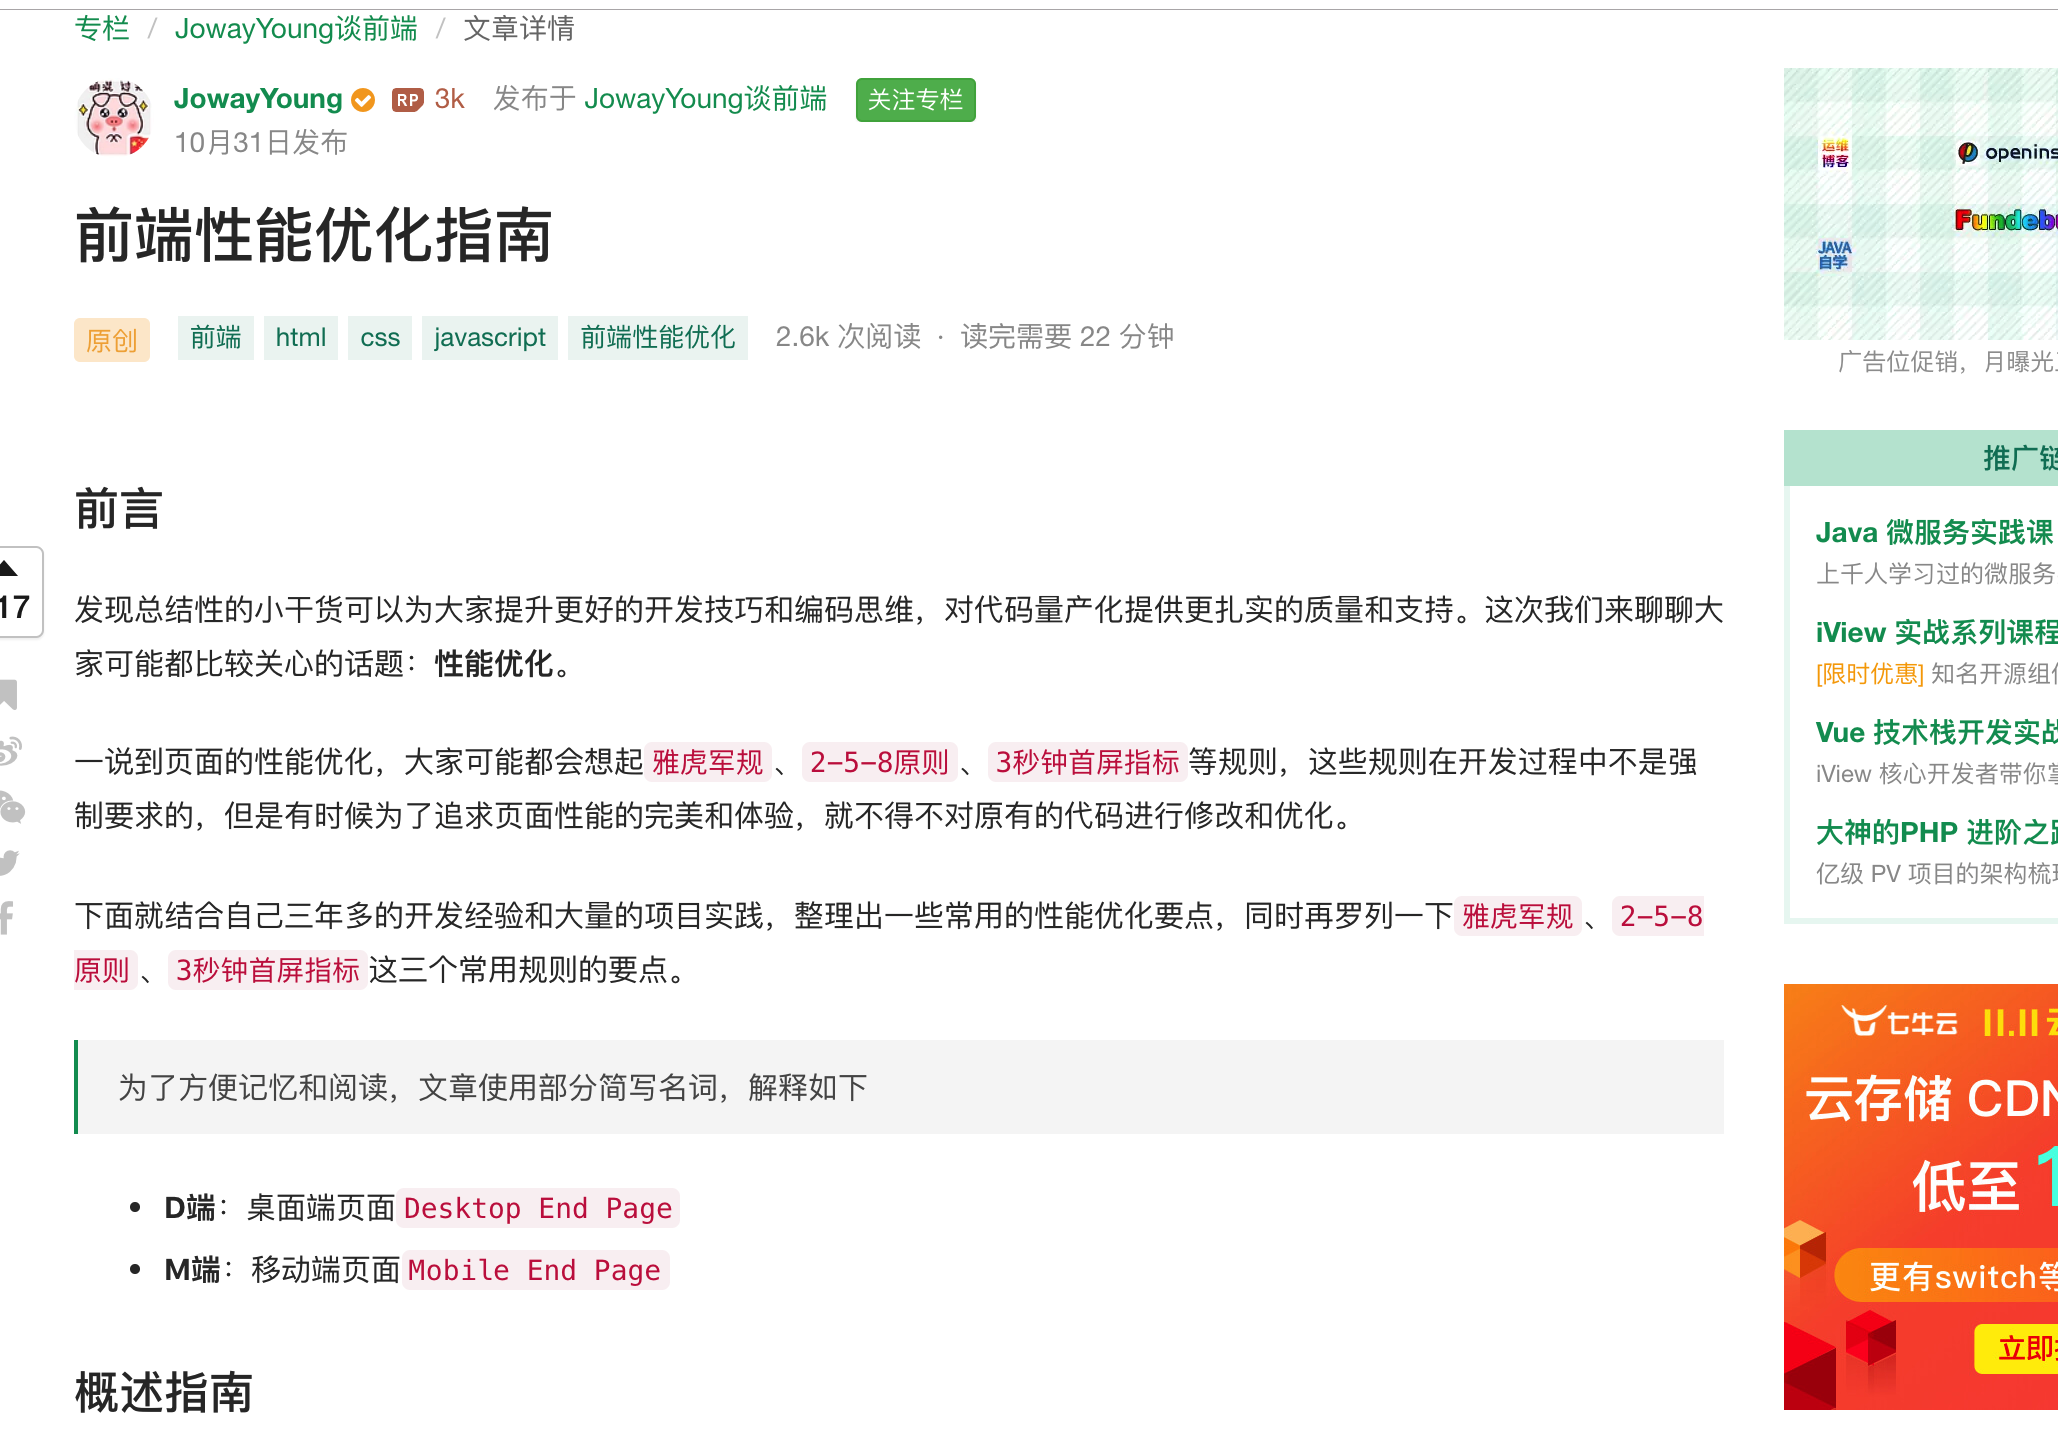 专栏 / JowayYoung谈前端 / 文章详情
JowayYoung RP 3k 发布于 JowayYoung谈前端 关注专栏
10月31日发布
前端性能优化指南
原创 前端 html css javascript 前端性能优化 2.6k 次阅读 · 读完需要 22 分钟
前言
发现总结性的小干货可以为大家提升更好的开发技巧和编码思维，对代码量产化提供更扎实的质量和支持。这次我们来聊聊大
家可能都比较关心的话题：性能优化。
一说到页面的性能优化，大家可能都会想起雅虎军规、2-5-8原则、3秒钟首屏指标等规则，这些规则在开发过程中不是强
制要求的，但是有时候为了追求页面性能的完美和体验，就不得不对原有的代码进行修改和优化。
下面就结合自己三年多的开发经验和大量的项目实践，整理出一些常用的性能优化要点，同时再罗列一下雅虎军规、2-5-8
原则、3秒钟首屏指标这三个常用规则的要点。
为了方便记忆和阅读，文章使用部分简写名词，解释如下
D端：桌面端页面Desktop End Page
M端：移动端页面Mobile End Page
概述指南
17
运维
博客
openins
Fundeb
JAVA
自学
广告位促销，月曝光
推广
Java 微服务实践课
上千人学习过的微服务
iView 实战系列课程
[限时优惠] 知名开源组
Vue 技术栈开发实战
iView 核心开发者带你
大神的PHP 进阶之
亿级 PV 项目的架构梳
七牛云 11.11
云存储 CDN
低至 1
更有switch等
立即